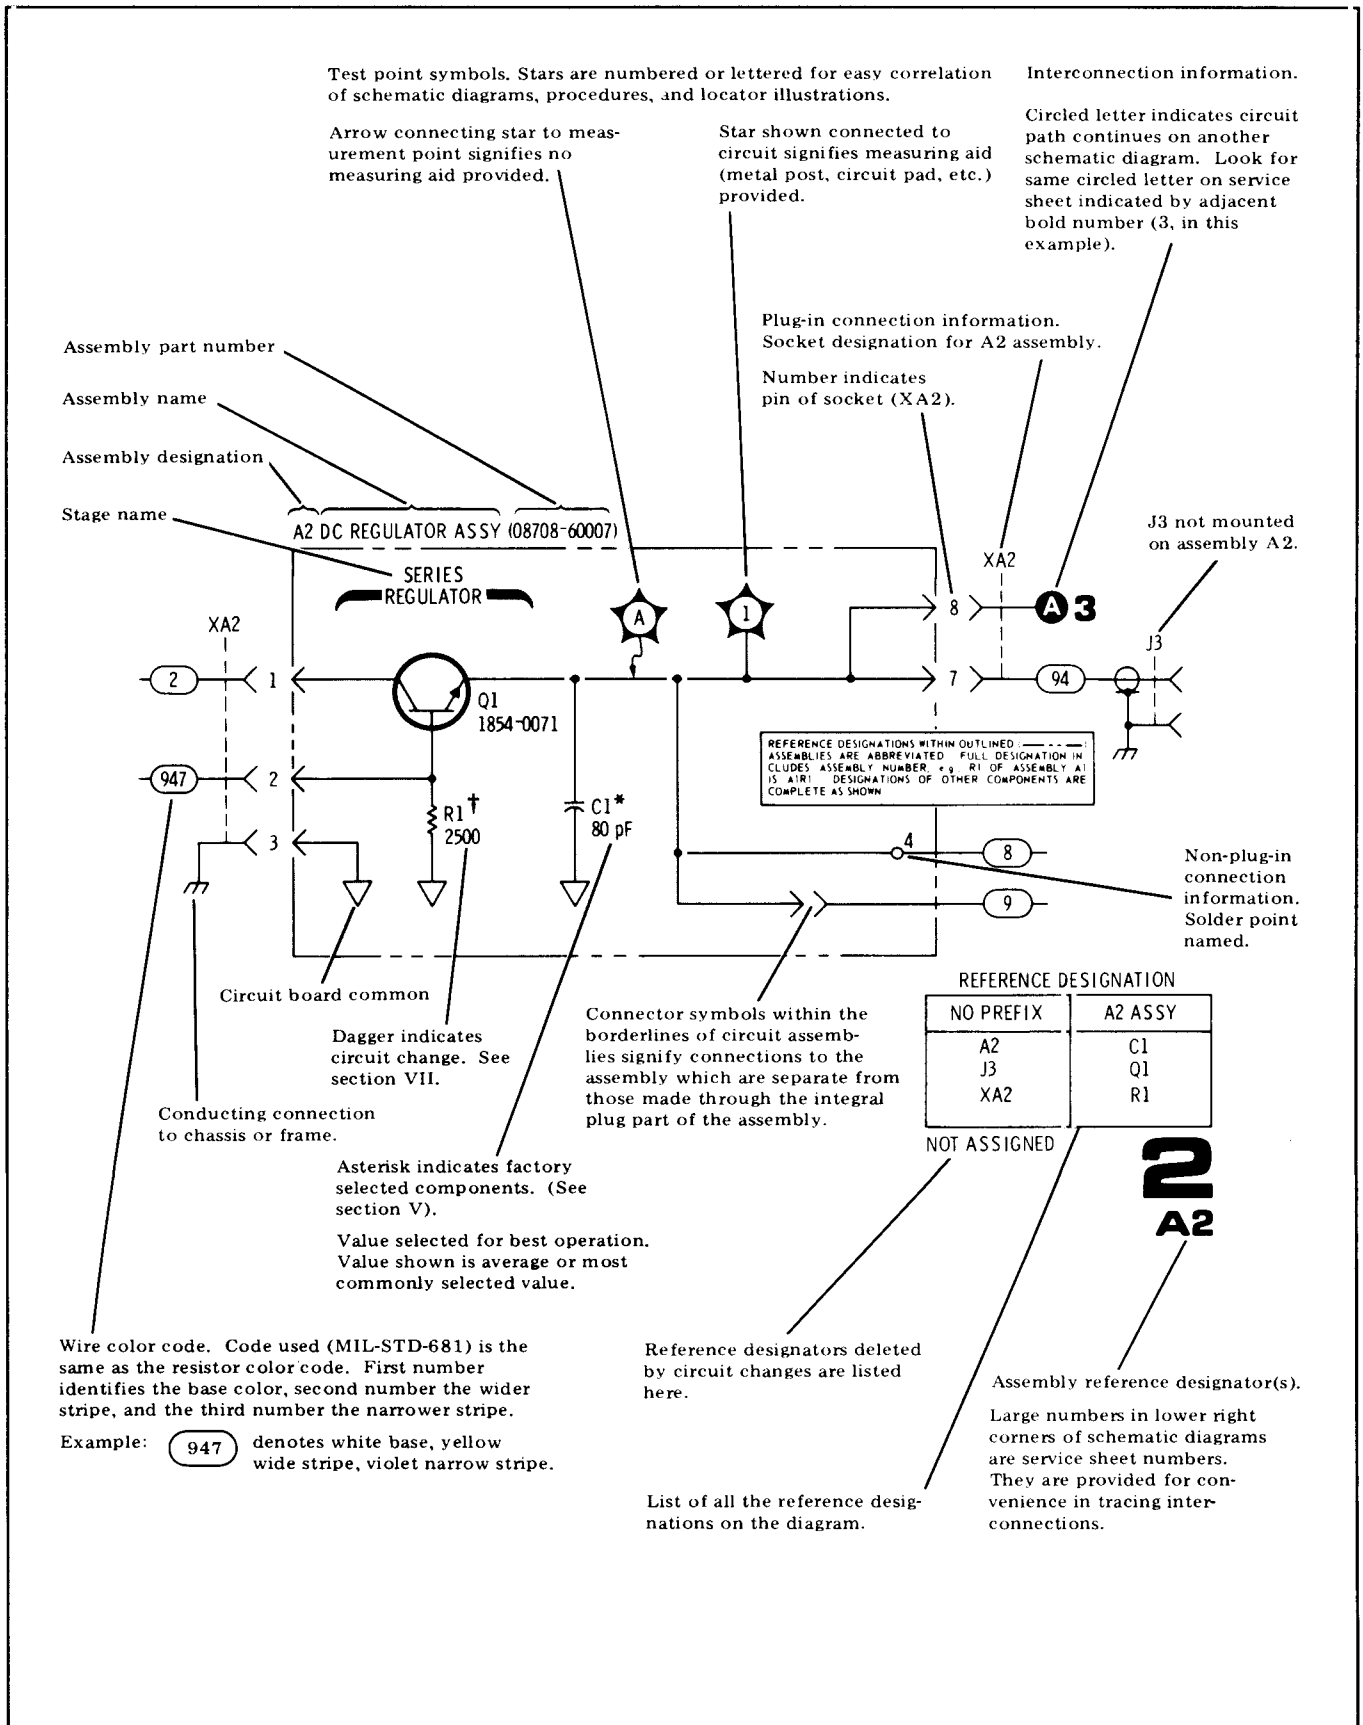 Test point symbols. Stars are numbered or lettered for easy correlation
of schematic diagrams, procedures, and locator illustrations.
Arrow connecting star to meas-
urement point signifies no
measuring aid provided.
Star shown connected to
circuit signifies measuring aid
(metal post, circuit pad, etc.)
provided.
Interconnection information.
Circled letter indicates circuit
path continues on another
schematic diagram. Look for
same circled letter on service
sheet indicated by adjacent
bold number (3, in this
example).
Plug-in connection information.
Socket designation for A2 assembly.
Number indicates
pin of socket (XA2).
Assembly part number
Assembly name
Assembly designation
Stage name
A2 DC REGULATOR ASSY (08708-60007)
SERIES
REGULATOR
J3 not mounted
on assembly A2.
XA2
A
1
8
A 3
XA2
J3
2
1
Q1
1854-0071
7
94
REFERENCE DESIGNATIONS WITHIN OUTLINED (— - - —)
ASSEMBLIES ARE ABBREVIATED FULL DESIGNATION IN
CLUDES ASSEMBLY NUMBER, e g R1 OF ASSEMBLY A1
IS A1R1 DESIGNATIONS OF OTHER COMPONENTS ARE
COMPLETE AS SHOWN
947
2
R1†
2500
C1*
80 pF
3
4
8
9
Non-plug-in
connection
information.
Solder point
named.
Circuit board common
Dagger indicates
circuit change. See
section VII.
Conducting connection
to chassis or frame.
Connector symbols within the
borderlines of circuit assemb-
lies signify connections to the
assembly which are separate from
those made through the integral
plug part of the assembly.
REFERENCE DESIGNATION
NO PREFIX A2 ASSY
A2 C1
J3 Q1
XA2 R1
NOT ASSIGNED
2
A2
Asterisk indicates factory
selected components. (See
section V).
Value selected for best operation.
Value shown is average or most
commonly selected value.
Wire color code. Code used (MIL-STD-681) is the
same as the resistor color code. First number
identifies the base color, second number the wider
stripe, and the third number the narrower stripe.
Example: 947 denotes white base, yellow
wide stripe, violet narrow stripe.
Reference designators deleted
by circuit changes are listed
here.
List of all the reference desig-
nations on the diagram.
Assembly reference designator(s).
Large numbers in lower right
corners of schematic diagrams
are service sheet numbers.
They are provided for con-
venience in tracing inter-
connections.